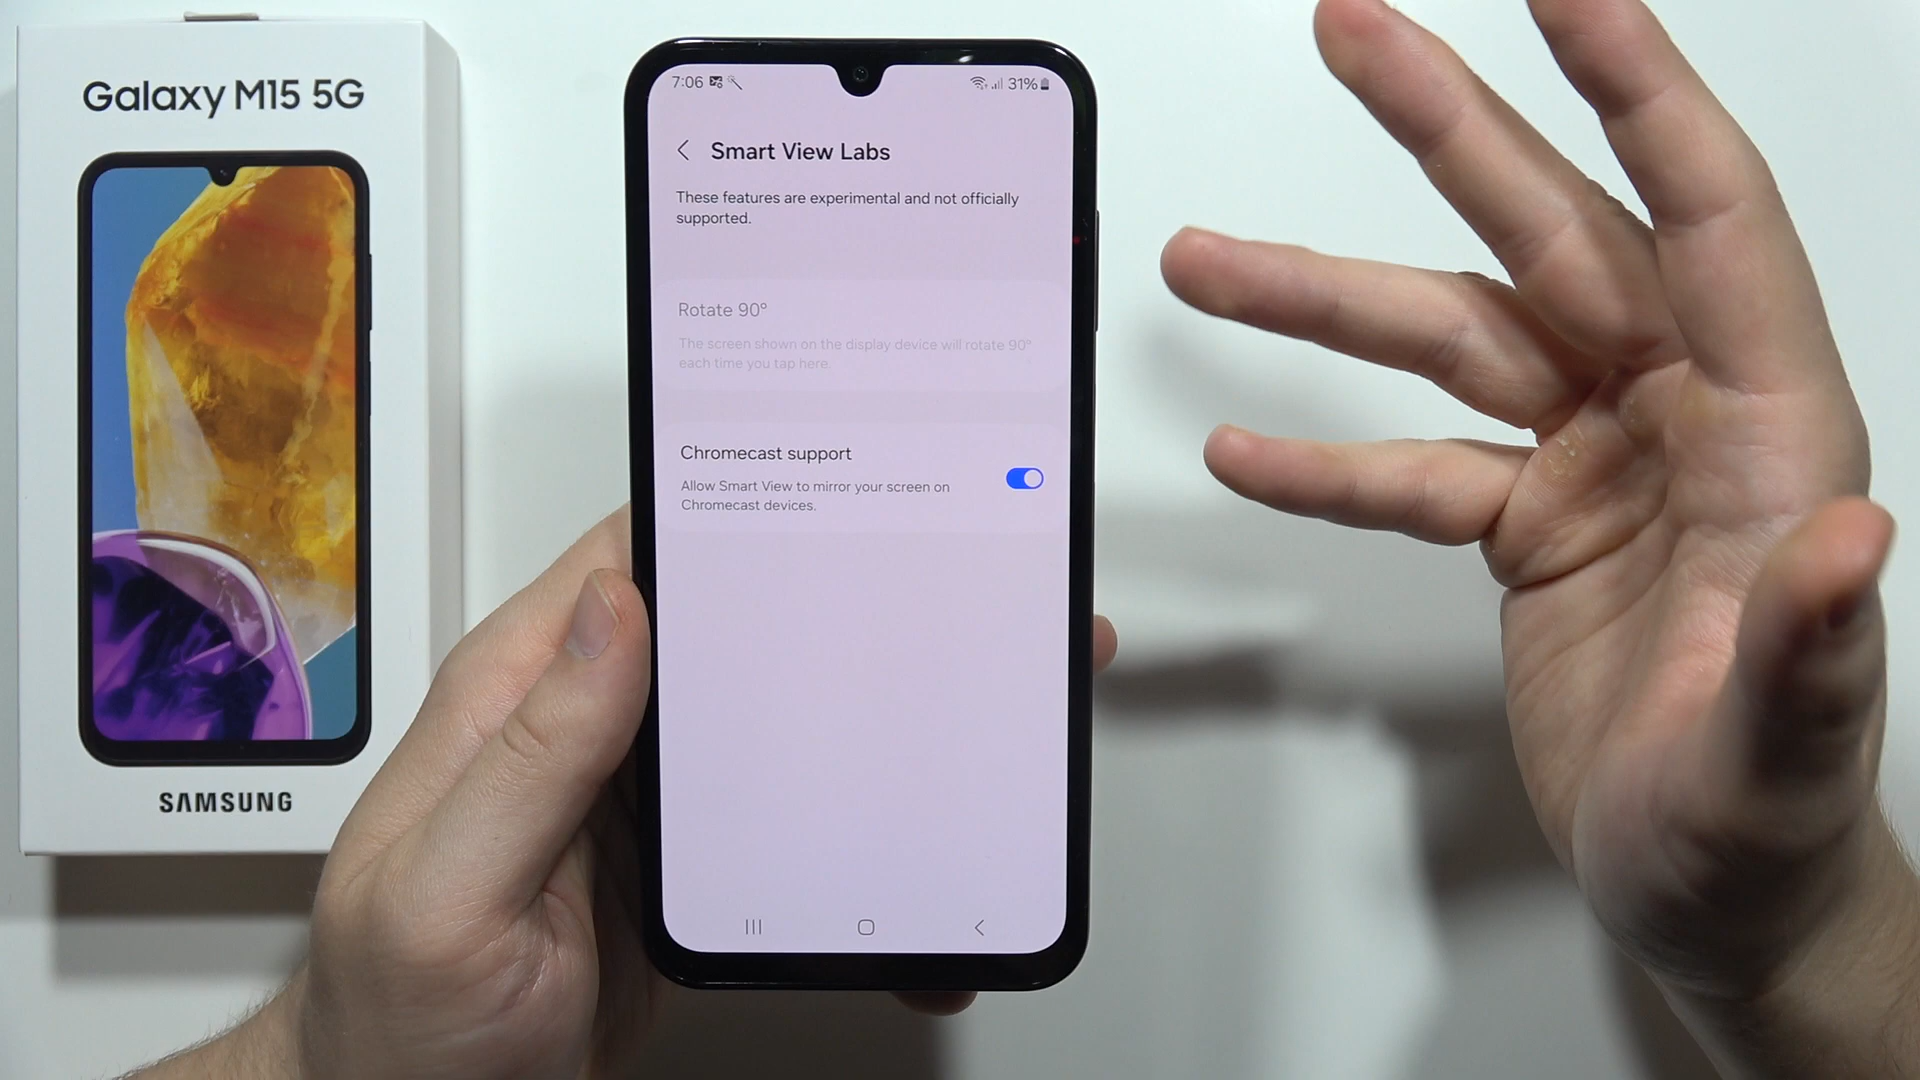 Galaxy M15 5G
SAMSUNG
7:06
31%
Smart View Labs
These features are experimental and not officially
supported.
Rotate 90°
The screen shown on the display device will rotate 90°
each time you tap here.
Chromecast support
Allow Smart View to mirror your screen on
Chromecast devices.